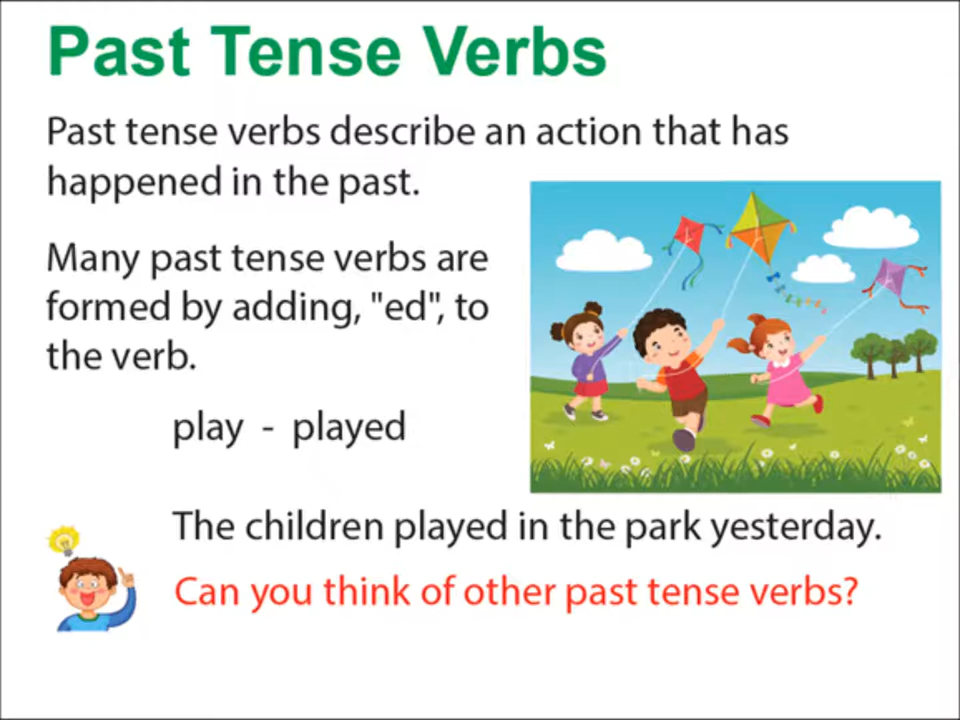 Past Tense Verbs
Past tense verbs describe an action that has
happened in the past.
Many past tense verbs are
formed by adding, "ed", to
the verb.
play - played
The children played in the park yesterday.
Can you think of other past tense verbs?